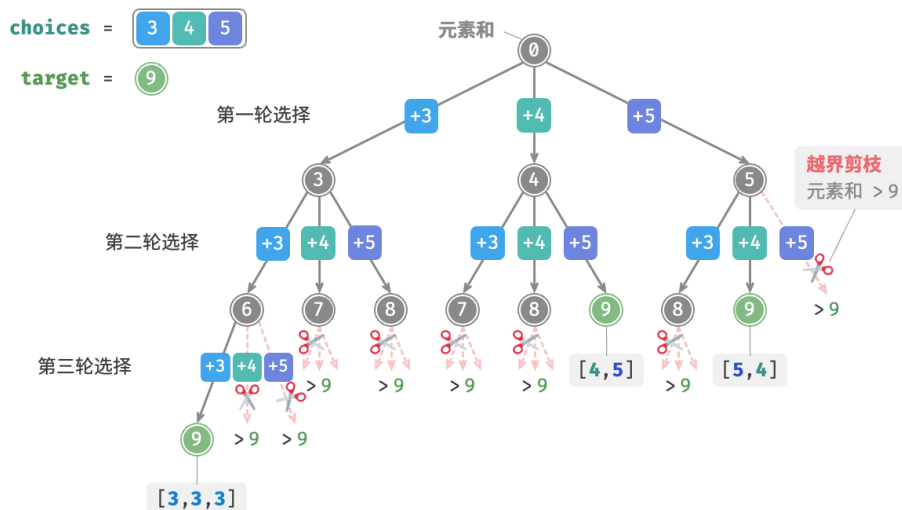 choices = 3 4 5
元素和
0
target = 9
第一轮选择
+3 +4 +5
越界剪枝
元素和 > 9
3 4 5
第二轮选择
+3 +4 +5 +3 +4 +5 +3 +4 +5
6 7 8 7 8 9 8 9 > 9
第三轮选择
+3 +4 +5
[4,5] [5,4]
> 9 > 9 > 9 > 9 > 9
9 > 9 > 9
[3,3,3]